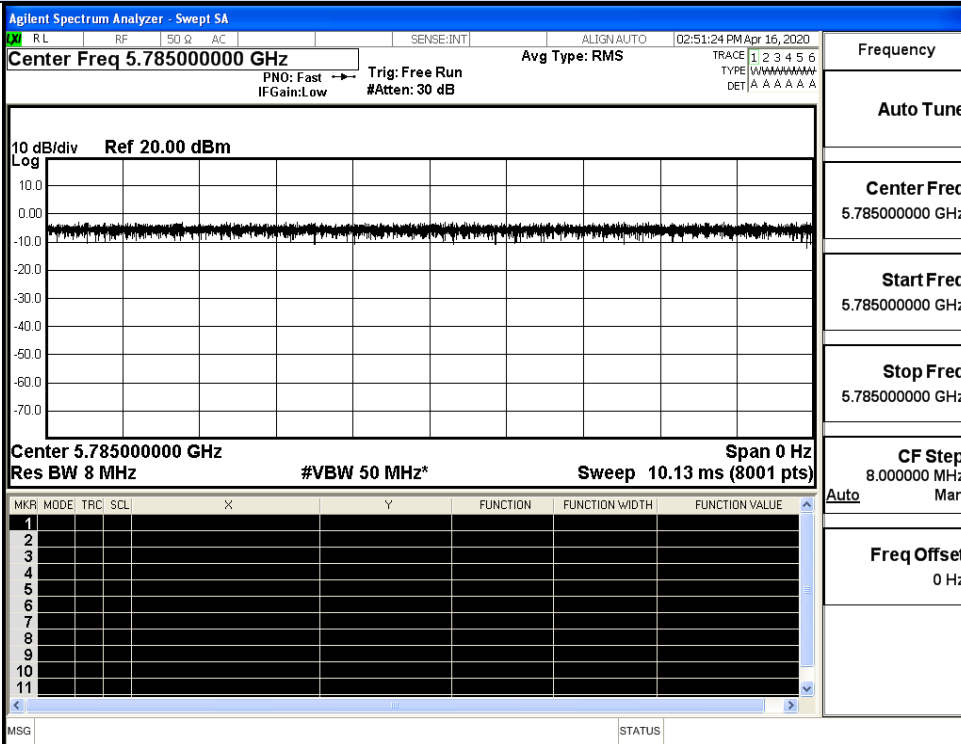 Agilent Spectrum Analyzer - Swept SA
LXI RL RF 50 Ω AC SENSE:INT ALIGN AUTO 02:51:24 PM Apr 16, 2020
Center Freq 5.785000000 GHz
PNO: Fast
IFGain:Low
Trig: Free Run
#Atten: 30 dB
Avg Type: RMS
TRACE 1 2 3 4 5 6
TYPE
DET A A A A A A
10 dB/div Ref 20.00 dBm
Log
10.0
0.00
-10.0
-20.0
-30.0
-40.0
-50.0
-60.0
-70.0
Center 5.785000000 GHz Span 0 Hz
Res BW 8 MHz #VBW 50 MHz* Sweep 10.13 ms (8001 pts)
MKR MODE TRC SCL X Y FUNCTION FUNCTION WIDTH FUNCTION VALUE
1
2
3
4
5
6
7
8
9
10
11
MSG STATUS
Frequency
Auto Tune
Center Freq
5.785000000 GHz
Start Freq
5.785000000 GHz
Stop Freq
5.785000000 GHz
CF Step
8.000000 MHz
Auto Man
Freq Offset
0 Hz